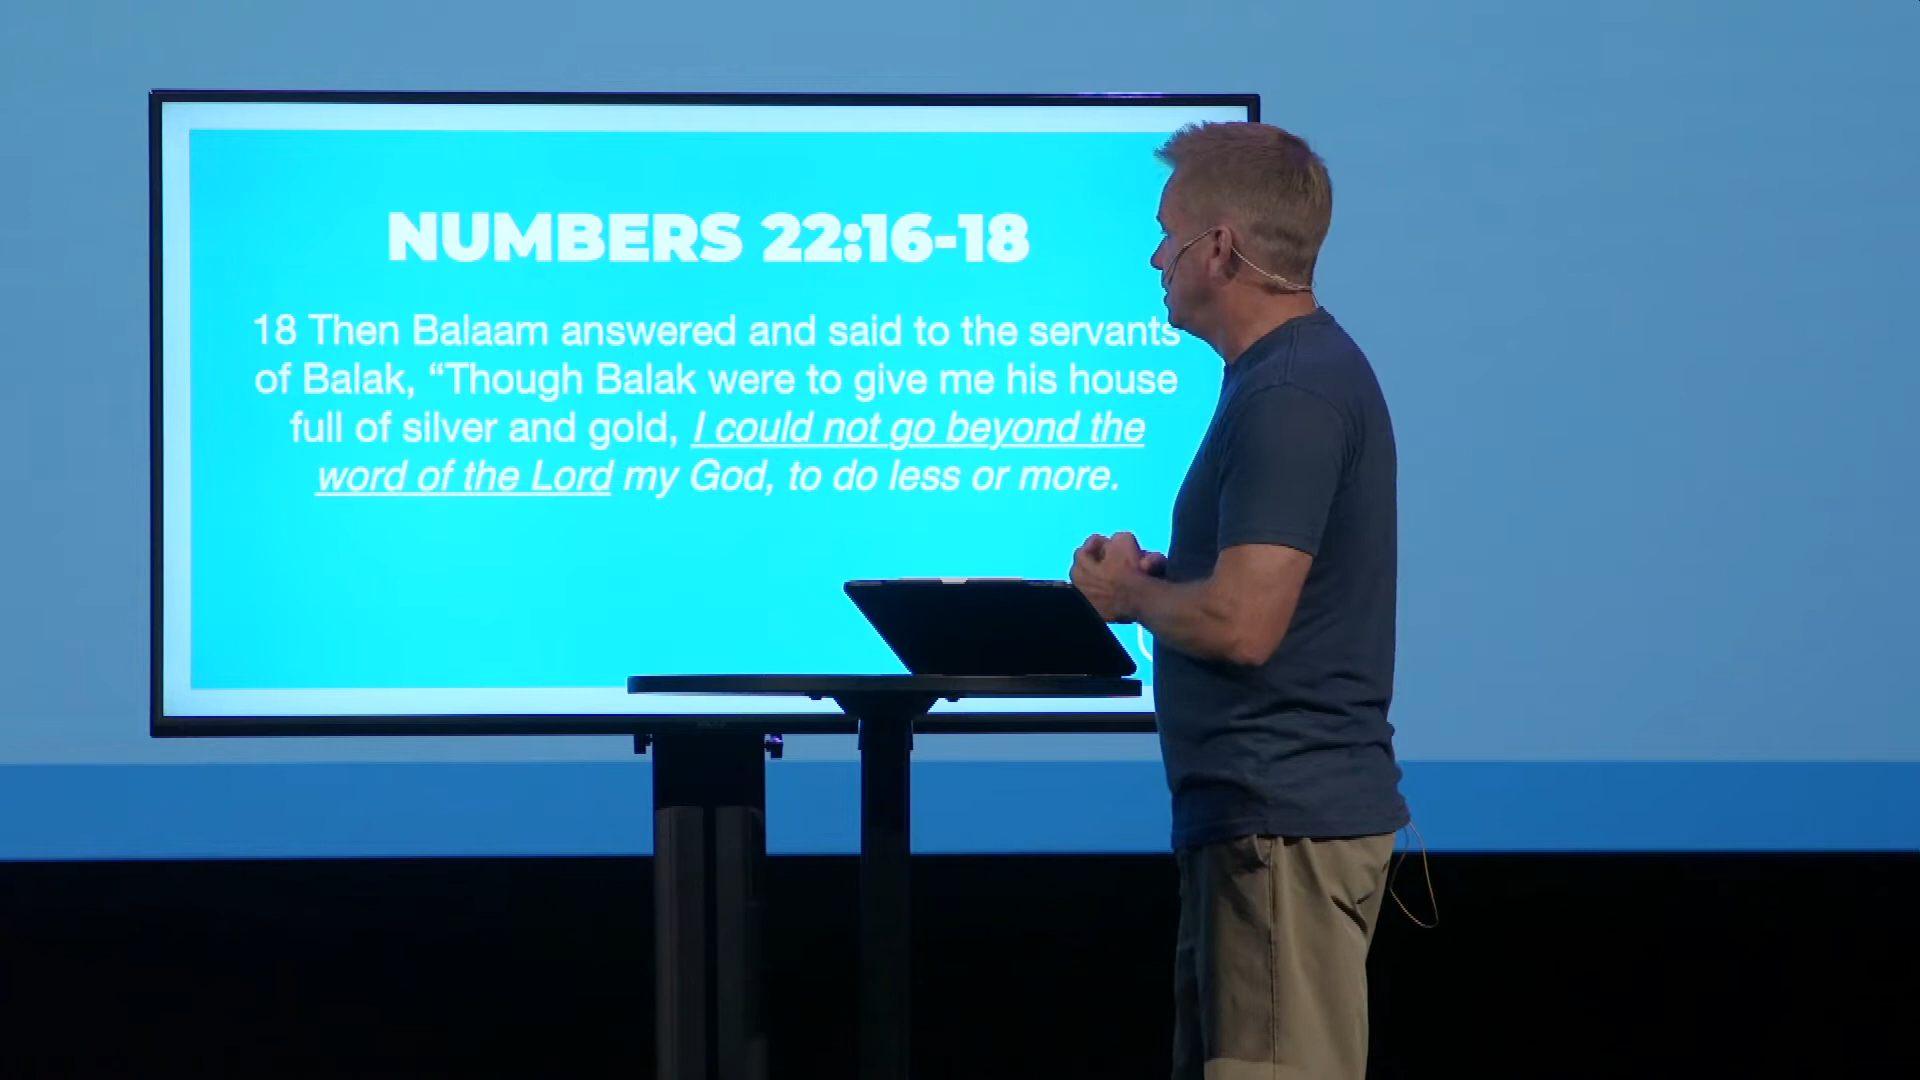 NUMBERS 22:16-18
18 Then Balaam answered and said to the servants
of Balak, “Though Balak were to give me his house
full of silver and gold, I could not go beyond the
word of the Lord my God, to do less or more.